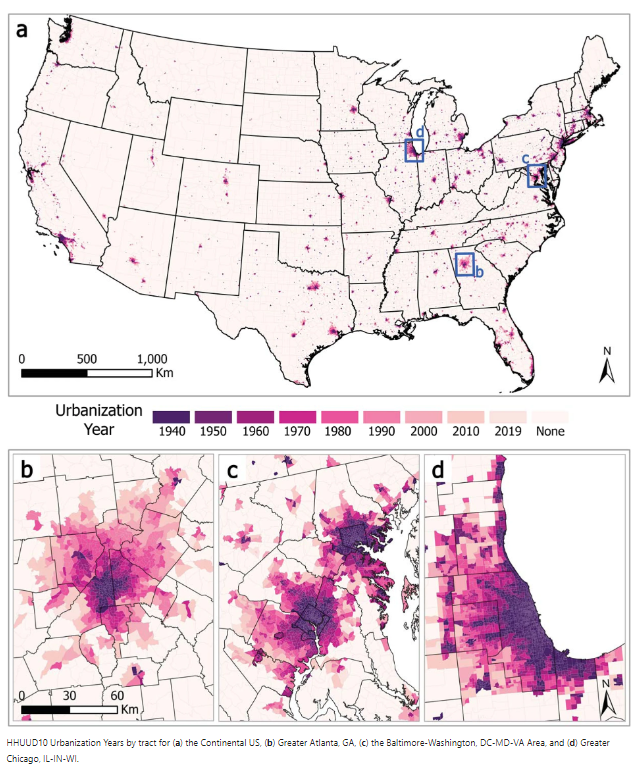 a
d
c
b
0 500 1,000
Km
N
Urbanization
Year
1940 1950 1960 1970 1980 1990 2000 2010 2019 None
b c d
0 30 60
Km
N
HHUUD10 Urbanization Years by tract for (a) the Continental US, (b) Greater Atlanta, GA, (c) the Baltimore-Washington, DC-MD-VA Area, and (d) Greater
Chicago, IL-IN-WI.